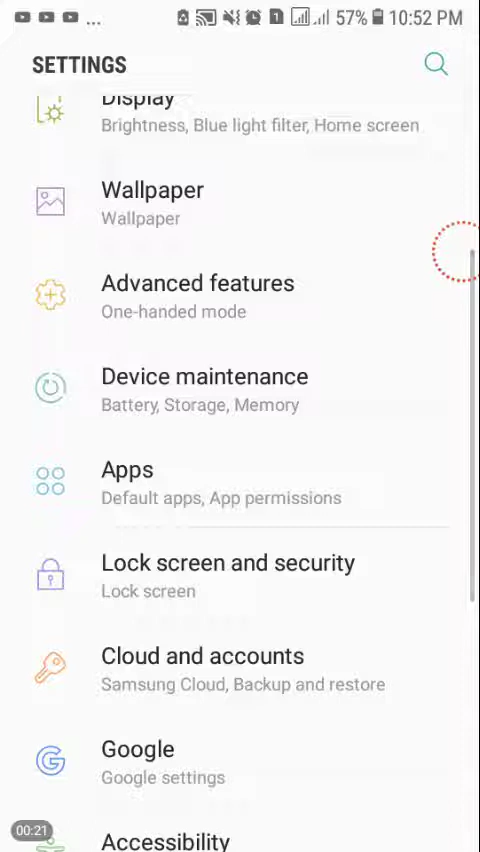 ... 1 57% 10:52 PM
SETTINGS
Display
Brightness, Blue light filter, Home screen
Wallpaper
Wallpaper
Advanced features
One-handed mode
Device maintenance
Battery, Storage, Memory
Apps
Default apps, App permissions
Lock screen and security
Lock screen
Cloud and accounts
Samsung Cloud, Backup and restore
Google
Google settings
00:21
Accessibility